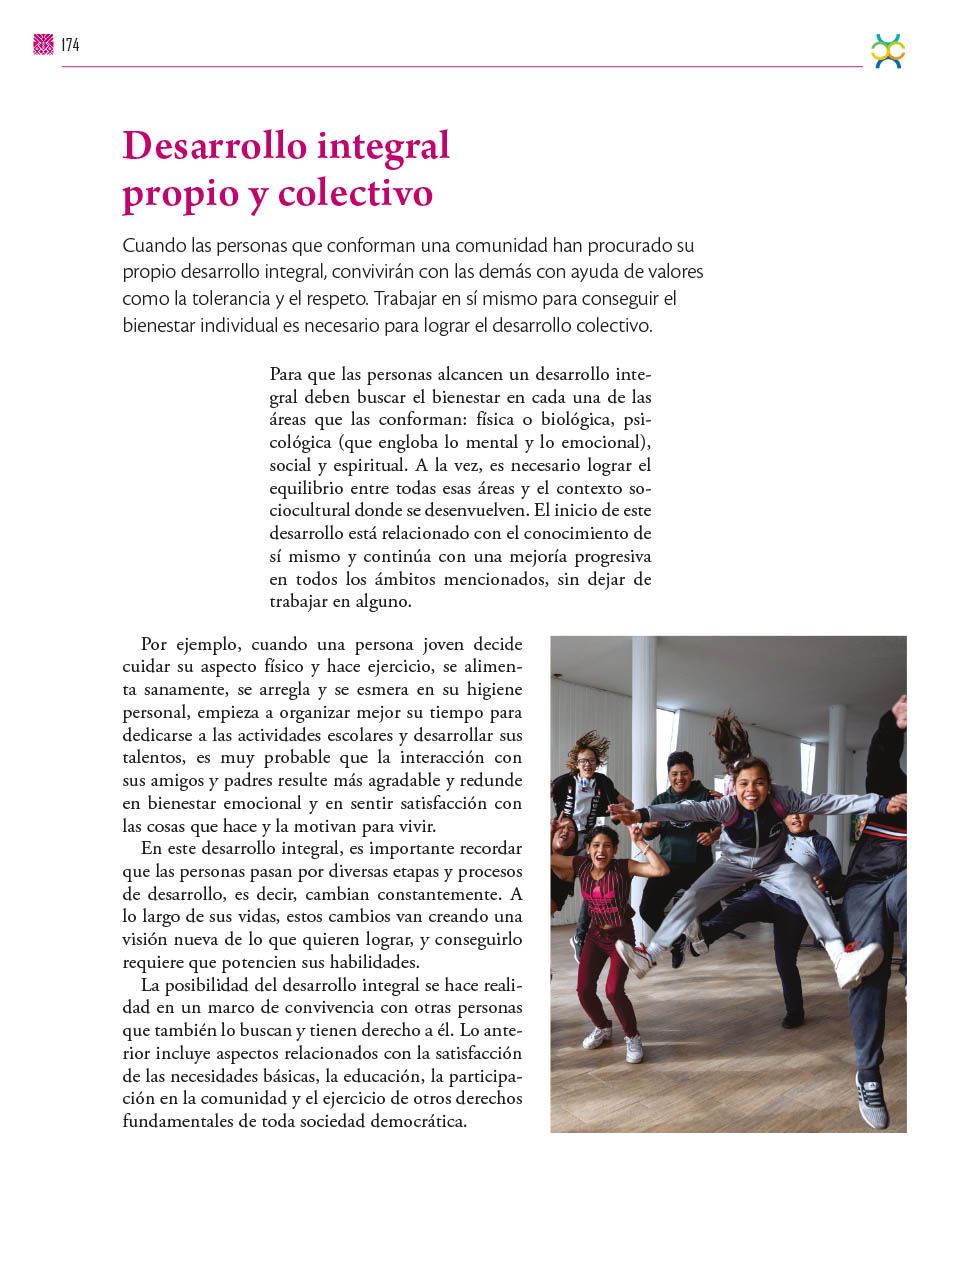 174
Desarrollo integral
propio y colectivo
Cuando las personas que conforman una comunidad han procurado su
propio desarrollo integral, convivirán con las demás con ayuda de valores
como la tolerancia y el respeto. Trabajar en sí mismo para conseguir el
bienestar individual es necesario para lograr el desarrollo colectivo.
Para que las personas alcancen un desarrollo inte-
gral deben buscar el bienestar en cada una de las
áreas que las conforman: física o biológica, psi-
cológica (que engloba lo mental y lo emocional),
social y espiritual. A la vez, es necesario lograr el
equilibrio entre todas esas áreas y el contexto so-
ciocultural donde se desenvuelven. El inicio de este
desarrollo está relacionado con el conocimiento de
sí mismo y continúa con una mejoría progresiva
en todos los ámbitos mencionados, sin dejar de
trabajar en alguno.
Por ejemplo, cuando una persona joven decide
cuidar su aspecto físico y hace ejercicio, se alimen-
ta sanamente, se arregla y se esmera en su higiene
personal, empieza a organizar mejor su tiempo para
dedicarse a las actividades escolares y desarrollar sus
talentos, es muy probable que la interacción con
sus amigos y padres resulte más agradable y redunde
en bienestar emocional y en sentir satisfacción con
las cosas que hace y la motivan para vivir.
En este desarrollo integral, es importante recordar
que las personas pasan por diversas etapas y procesos
de desarrollo, es decir, cambian constantemente. A
lo largo de sus vidas, estos cambios van creando una
visión nueva de lo que quieren lograr, y conseguirlo
requiere que potencien sus habilidades.
La posibilidad del desarrollo integral se hace reali-
dad en un marco de convivencia con otras personas
que también lo buscan y tienen derecho a él. Lo ante-
rior incluye aspectos relacionados con la satisfacción
de las necesidades básicas, la educación, la participa-
ción en la comunidad y el ejercicio de otros derechos
fundamentales de toda sociedad democrática.